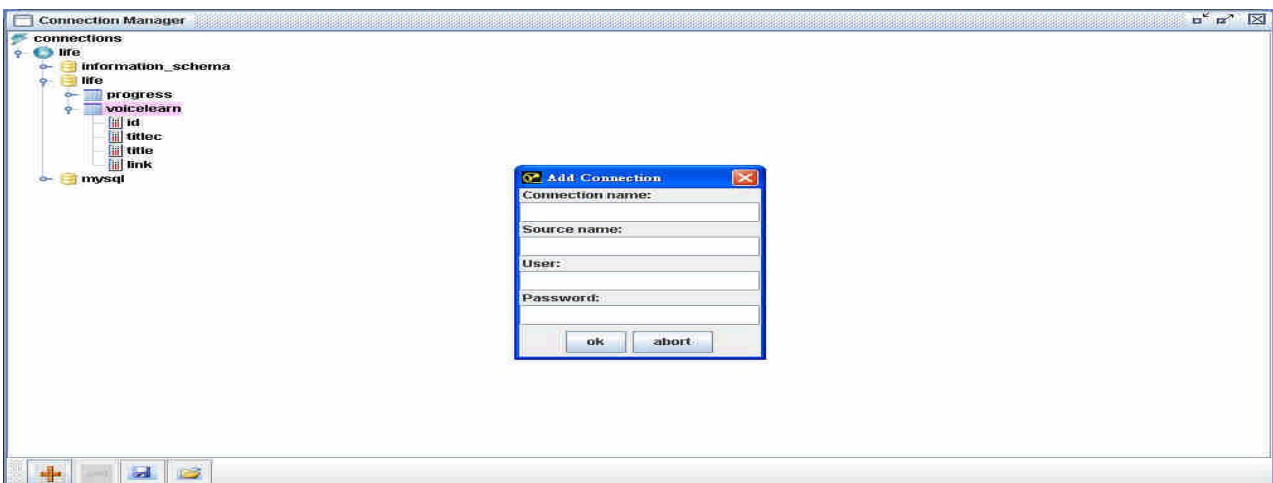 Connection Manager
connections
life
information_schema
life
progress
voicelearn
id
titlec
title
link
mysql
Add Connection
Connection name:
Source name:
User:
Password:
ok abort